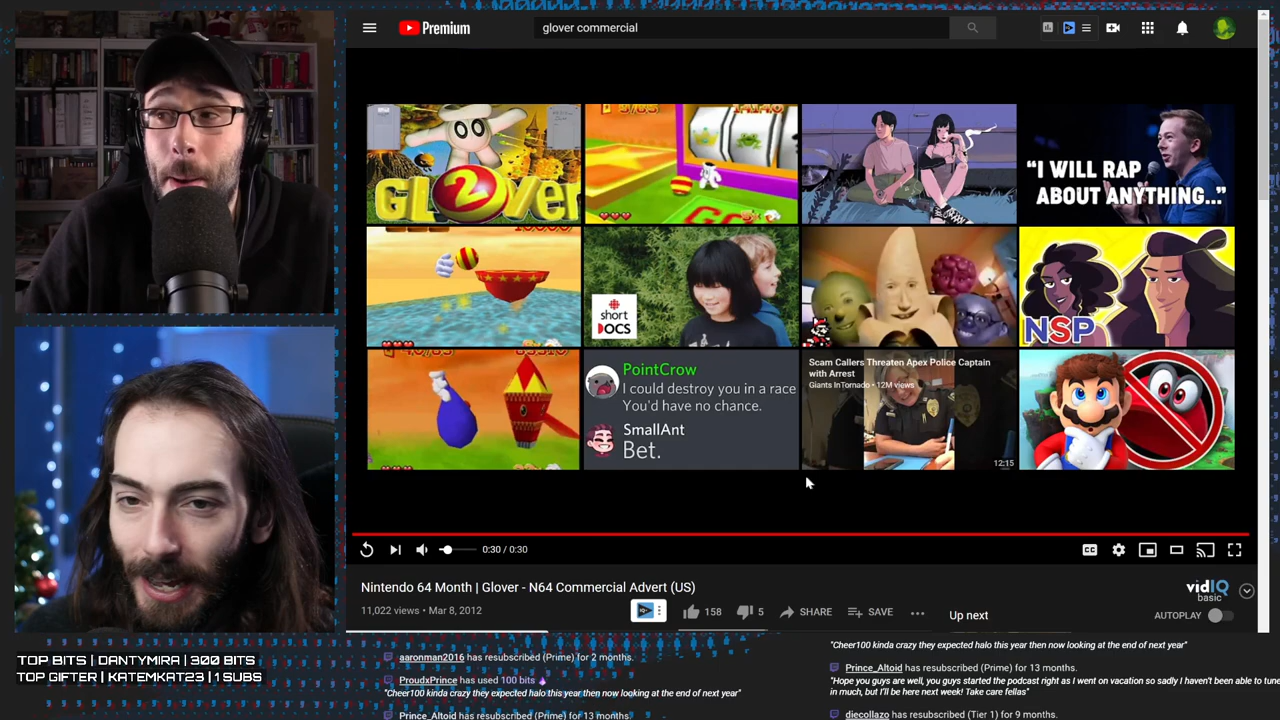 Premium
glover commercial
GLOVER
2
"I WILL RAP
ABOUT ANYTHING..."
short
DOCS
NSP
PointCrow
I could destroy you in a race
You'd have no chance.
SmallAnt
Bet.
Scam Callers Threaten Apex Police Captain
with Arrest
Giants InTornado • 12M views
12:15
0:30 / 0:30
CC
Nintendo 64 Month | Glover - N64 Commercial Advert (US)
11,022 views • Mar 8, 2012
158
5
SHARE
SAVE
vidIQ
basic
Up next
AUTOPLAY
TOP BITS | DANTYMIRA | 300 BITS
TOP GIFTER | KATEMKAT23 | 1 SUBS
aaronman2016 has resubscribed (Prime) for 2 months.
ProudxPrince has used 100 bits
"Cheer100 kinda crazy they expected halo this year then now looking at the end of next year"
Prince_Altoid has resubscribed (Prime) for 13 months.
"Cheer100 kinda crazy they expected halo this year then now looking at the end of next year"
Prince_Altoid has resubscribed (Prime) for 13 months.
"Hope you guys are well, you guys started the podcast right as I went on vacation so sadly I haven't been able to tune
in much, but I'll be here next week! Take care fellas"
diecollazo has resubscribed (Tier 1) for 9 months.